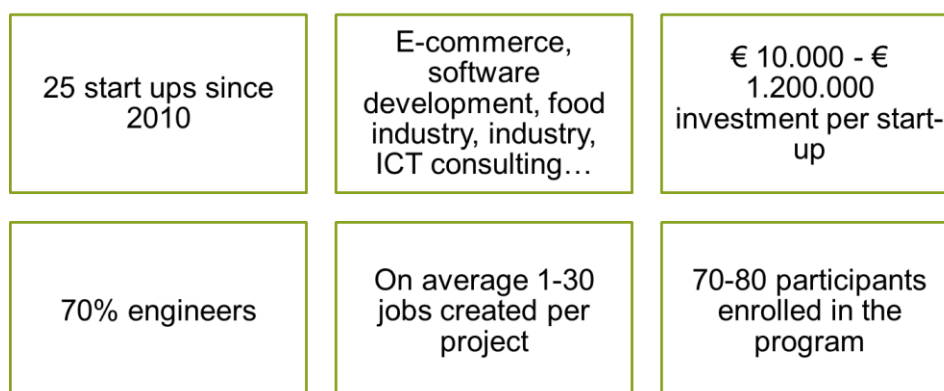 25 start ups since
2010
E-commerce,
software
development, food
industry, industry,
ICT consulting…
€ 10.000 - €
1.200.000
investment per start-
up
70% engineers
On average 1-30
jobs created per
project
70-80 participants
enrolled in the
program